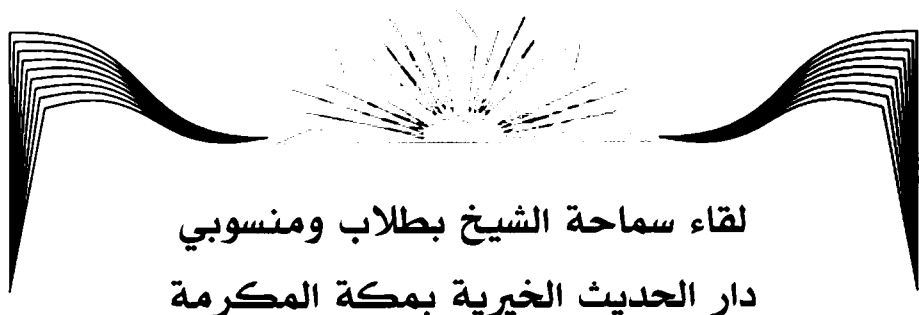 لقاء سماحة الشيخ بطلاب ومنسوبي
دار الحديث الخيرية بمكة المكرمة